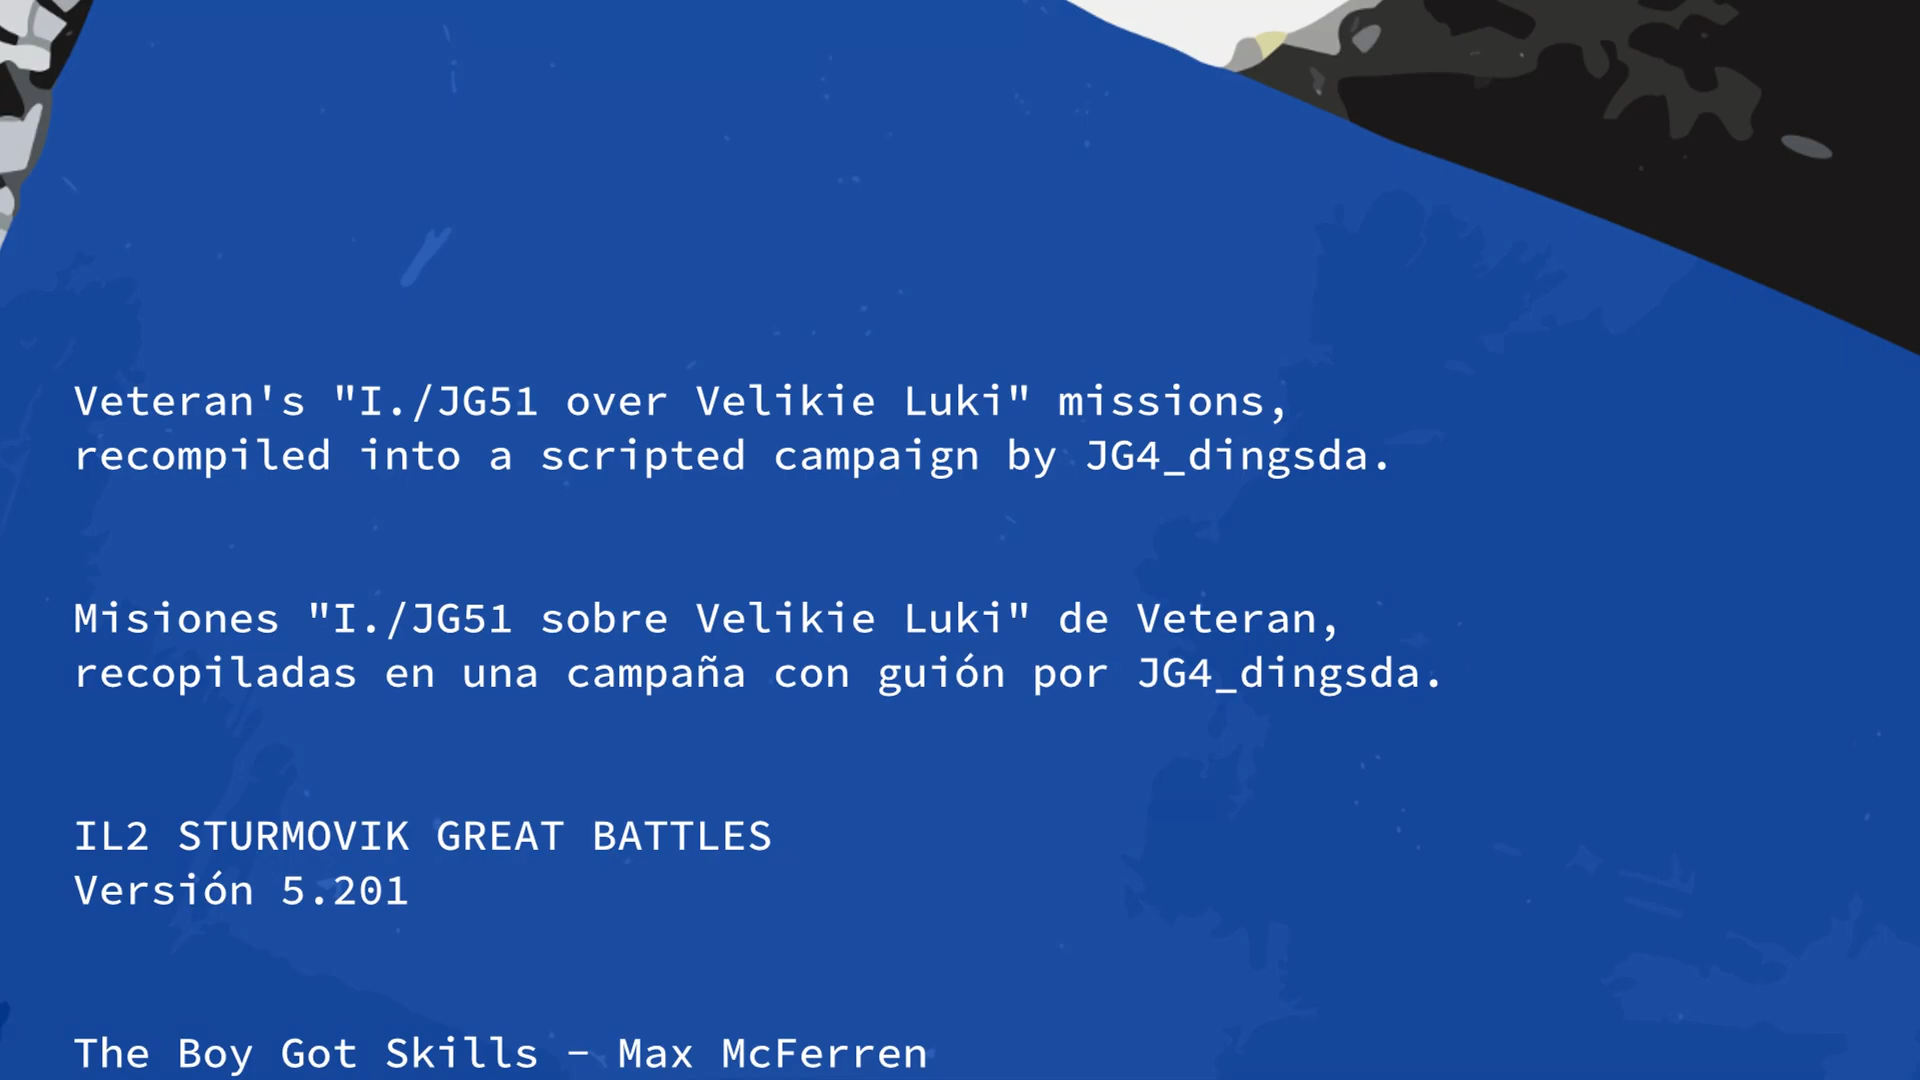 Veteran's "I./JG51 over Velikie Luki" missions,
recompiled into a scripted campaign by JG4_dingsda.
Misiones "I./JG51 sobre Velikie Luki" de Veteran,
recopiladas en una campaña con guión por JG4_dingsda.
IL2 STURMOVIK GREAT BATTLES
Versión 5.201
The Boy Got Skills – Max McFerren